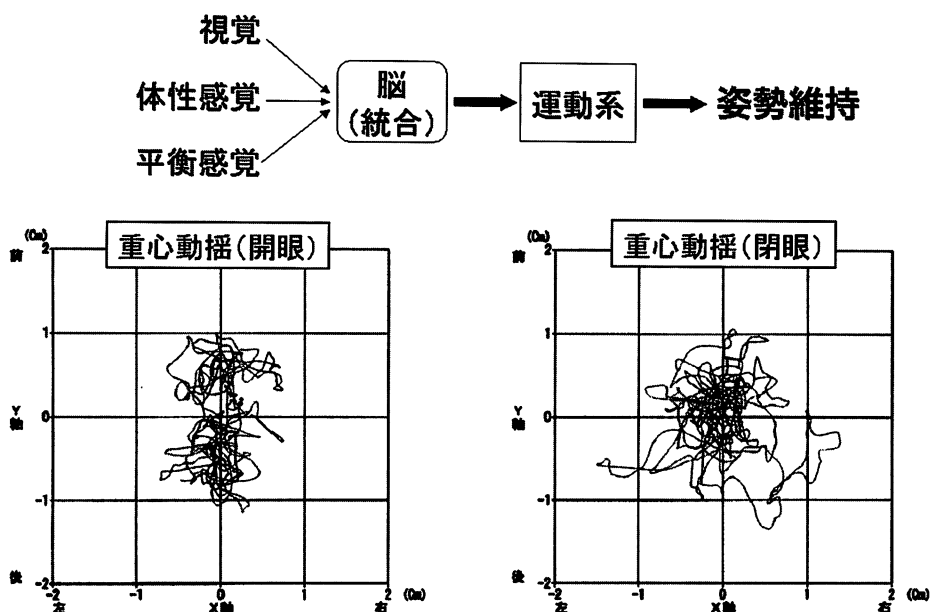 視覚
体性感覚
平衡感覚
脳
(統合)
運動系
姿勢維持
重心動揺(開眼)
(Cm)
前
2
1
Y軸
0
-1
後
-2
-2
-1
0
1
2
(Cm)
左
X軸
右
重心動揺(閉眼)
(Cm)
前
2
1
Y軸
0
-1
後
-2
-2
-1
0
1
2
(Cm)
左
X軸
右